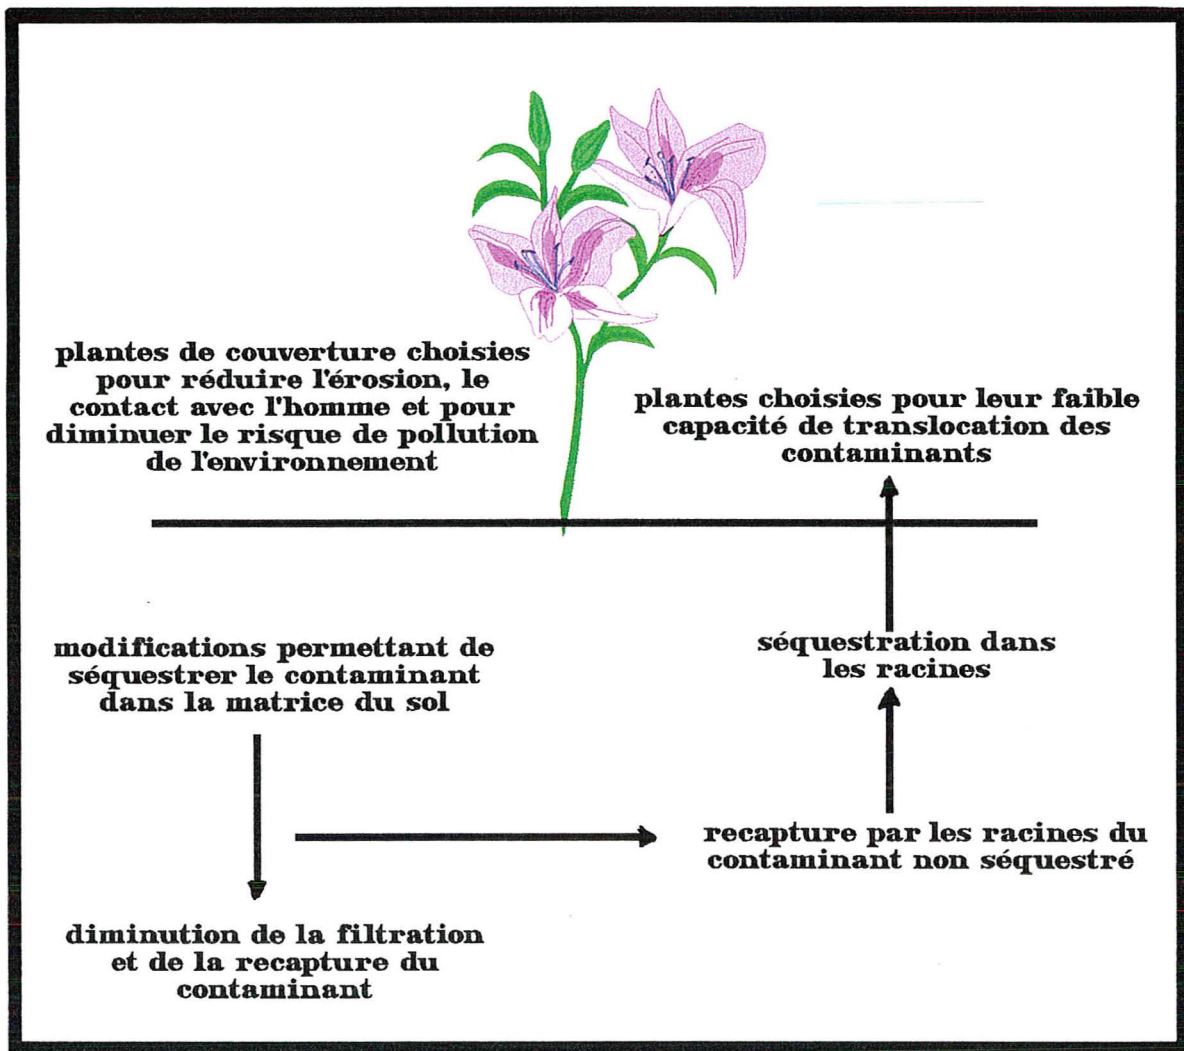 plantes de couverture choisies
pour réduire l'érosion, le
contact avec l'homme et pour
diminuer le risque de pollution
de l'environnement
plantes choisies pour leur faible
capacité de translocation des
contaminants
modifications permettant de
séquestrer le contaminant
dans la matrice du sol
séquestration dans
les racines
recapture par les racines du
contaminant non séquestré
diminution de la filtration
et de la recapture du
contaminant